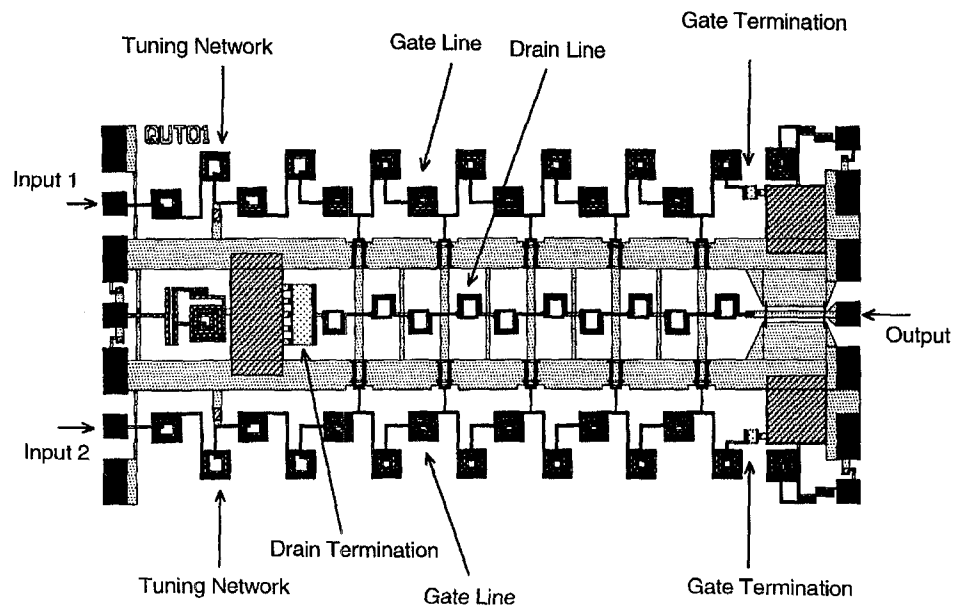 Tuning Network
Gate Line
Drain Line
Gate Termination
QUT01
Input 1
Output
Input 2
Drain Termination
Tuning Network
Gate Line
Gate Termination